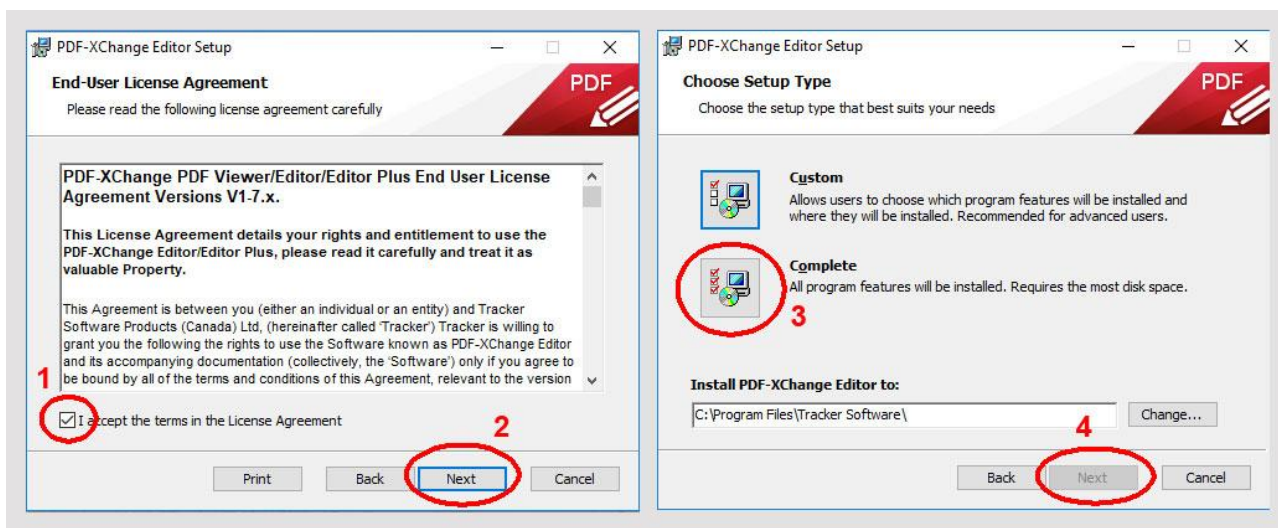 PDF-XChange Editor Setup
End-User License Agreement
Please read the following license agreement carefully
PDF
PDF-XChange PDF Viewer/Editor/Editor Plus End User License
Agreement Versions V1-7.x.
This License Agreement details your rights and entitlement to use the
PDF-XChange Editor/Editor Plus, please read it carefully and treat it as
valuable Property.
This Agreement is between you (either an individual or an entity) and Tracker
Software Products (Canada) Ltd, (hereinafter called 'Tracker') Tracker is willing to
grant you the following the rights to use the Software known as PDF-XChange Editor
and its accompanying documentation (collectively, the 'Software') only if you agree to
be bound by all of the terms and conditions of this Agreement, relevant to the version
1
I accept the terms in the License Agreement
2
Print Back Next Cancel
PDF-XChange Editor Setup
Choose Setup Type
Choose the setup type that best suits your needs
PDF
Custom
Allows users to choose which program features will be installed and
where they will be installed. Recommended for advanced users.
Complete
All program features will be installed. Requires the most disk space.
3
Install PDF-XChange Editor to:
C:\Program Files\Tracker Software\
Change...
4
Back Next Cancel